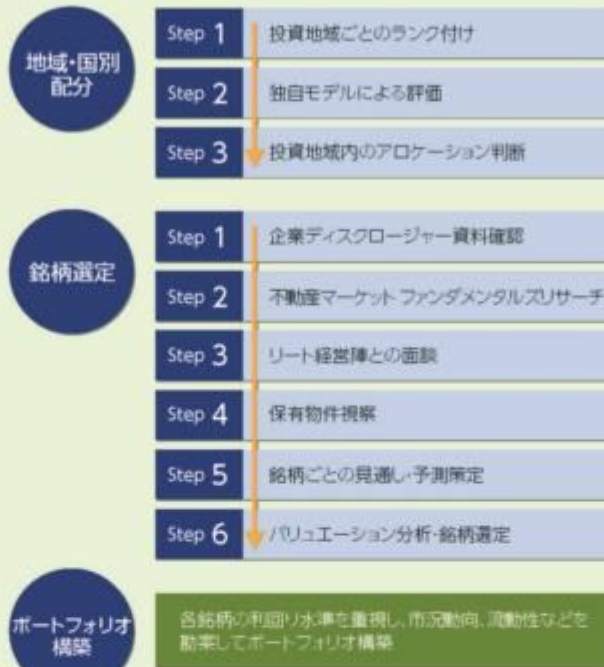 地域・国別
配分
Step 1 投資地域ごとのランク付け
Step 2 独自モデルによる評価
Step 3 投資地域内のアロケーション判断
銘柄選定
Step 1 企業ディスクロージャー資料確認
Step 2 不動産マーケットファンダメンタルズリサーチ
Step 3 リート経営陣との面談
Step 4 保有物件視察
Step 5 銘柄ごとの見通し・予測策定
Step 6 バリュエーション分析・銘柄選定
ポートフォリオ
構築
各銘柄の利回り水準を重視し、市況動向、流動性などを
勘案してポートフォリオ構築